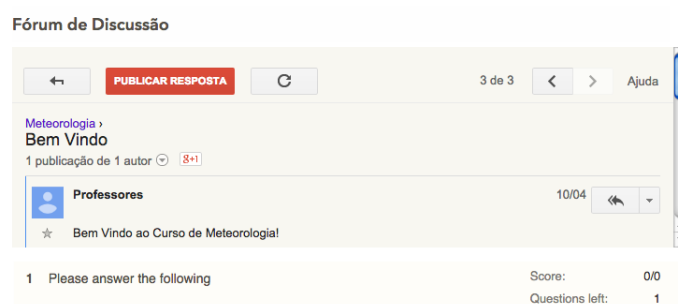 Fórum de Discussão
PUBLICAR RESPOSTA 3 de 3 Ajuda
Meteorologia ›
Bem Vindo
1 publicação de 1 autor g+1
Professores 10/04
Bem Vindo ao Curso de Meteorologia!
1 Please answer the following Score: 0/0
Questions left: 1